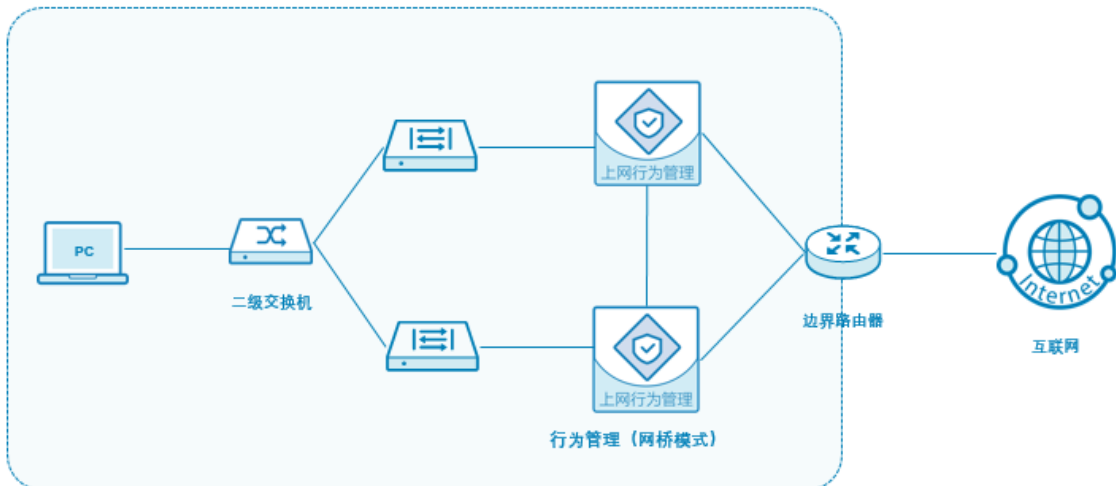 上网行为管理
PC
二级交换机
边界路由器
Internet
互联网
上网行为管理
行为管理（网桥模式）